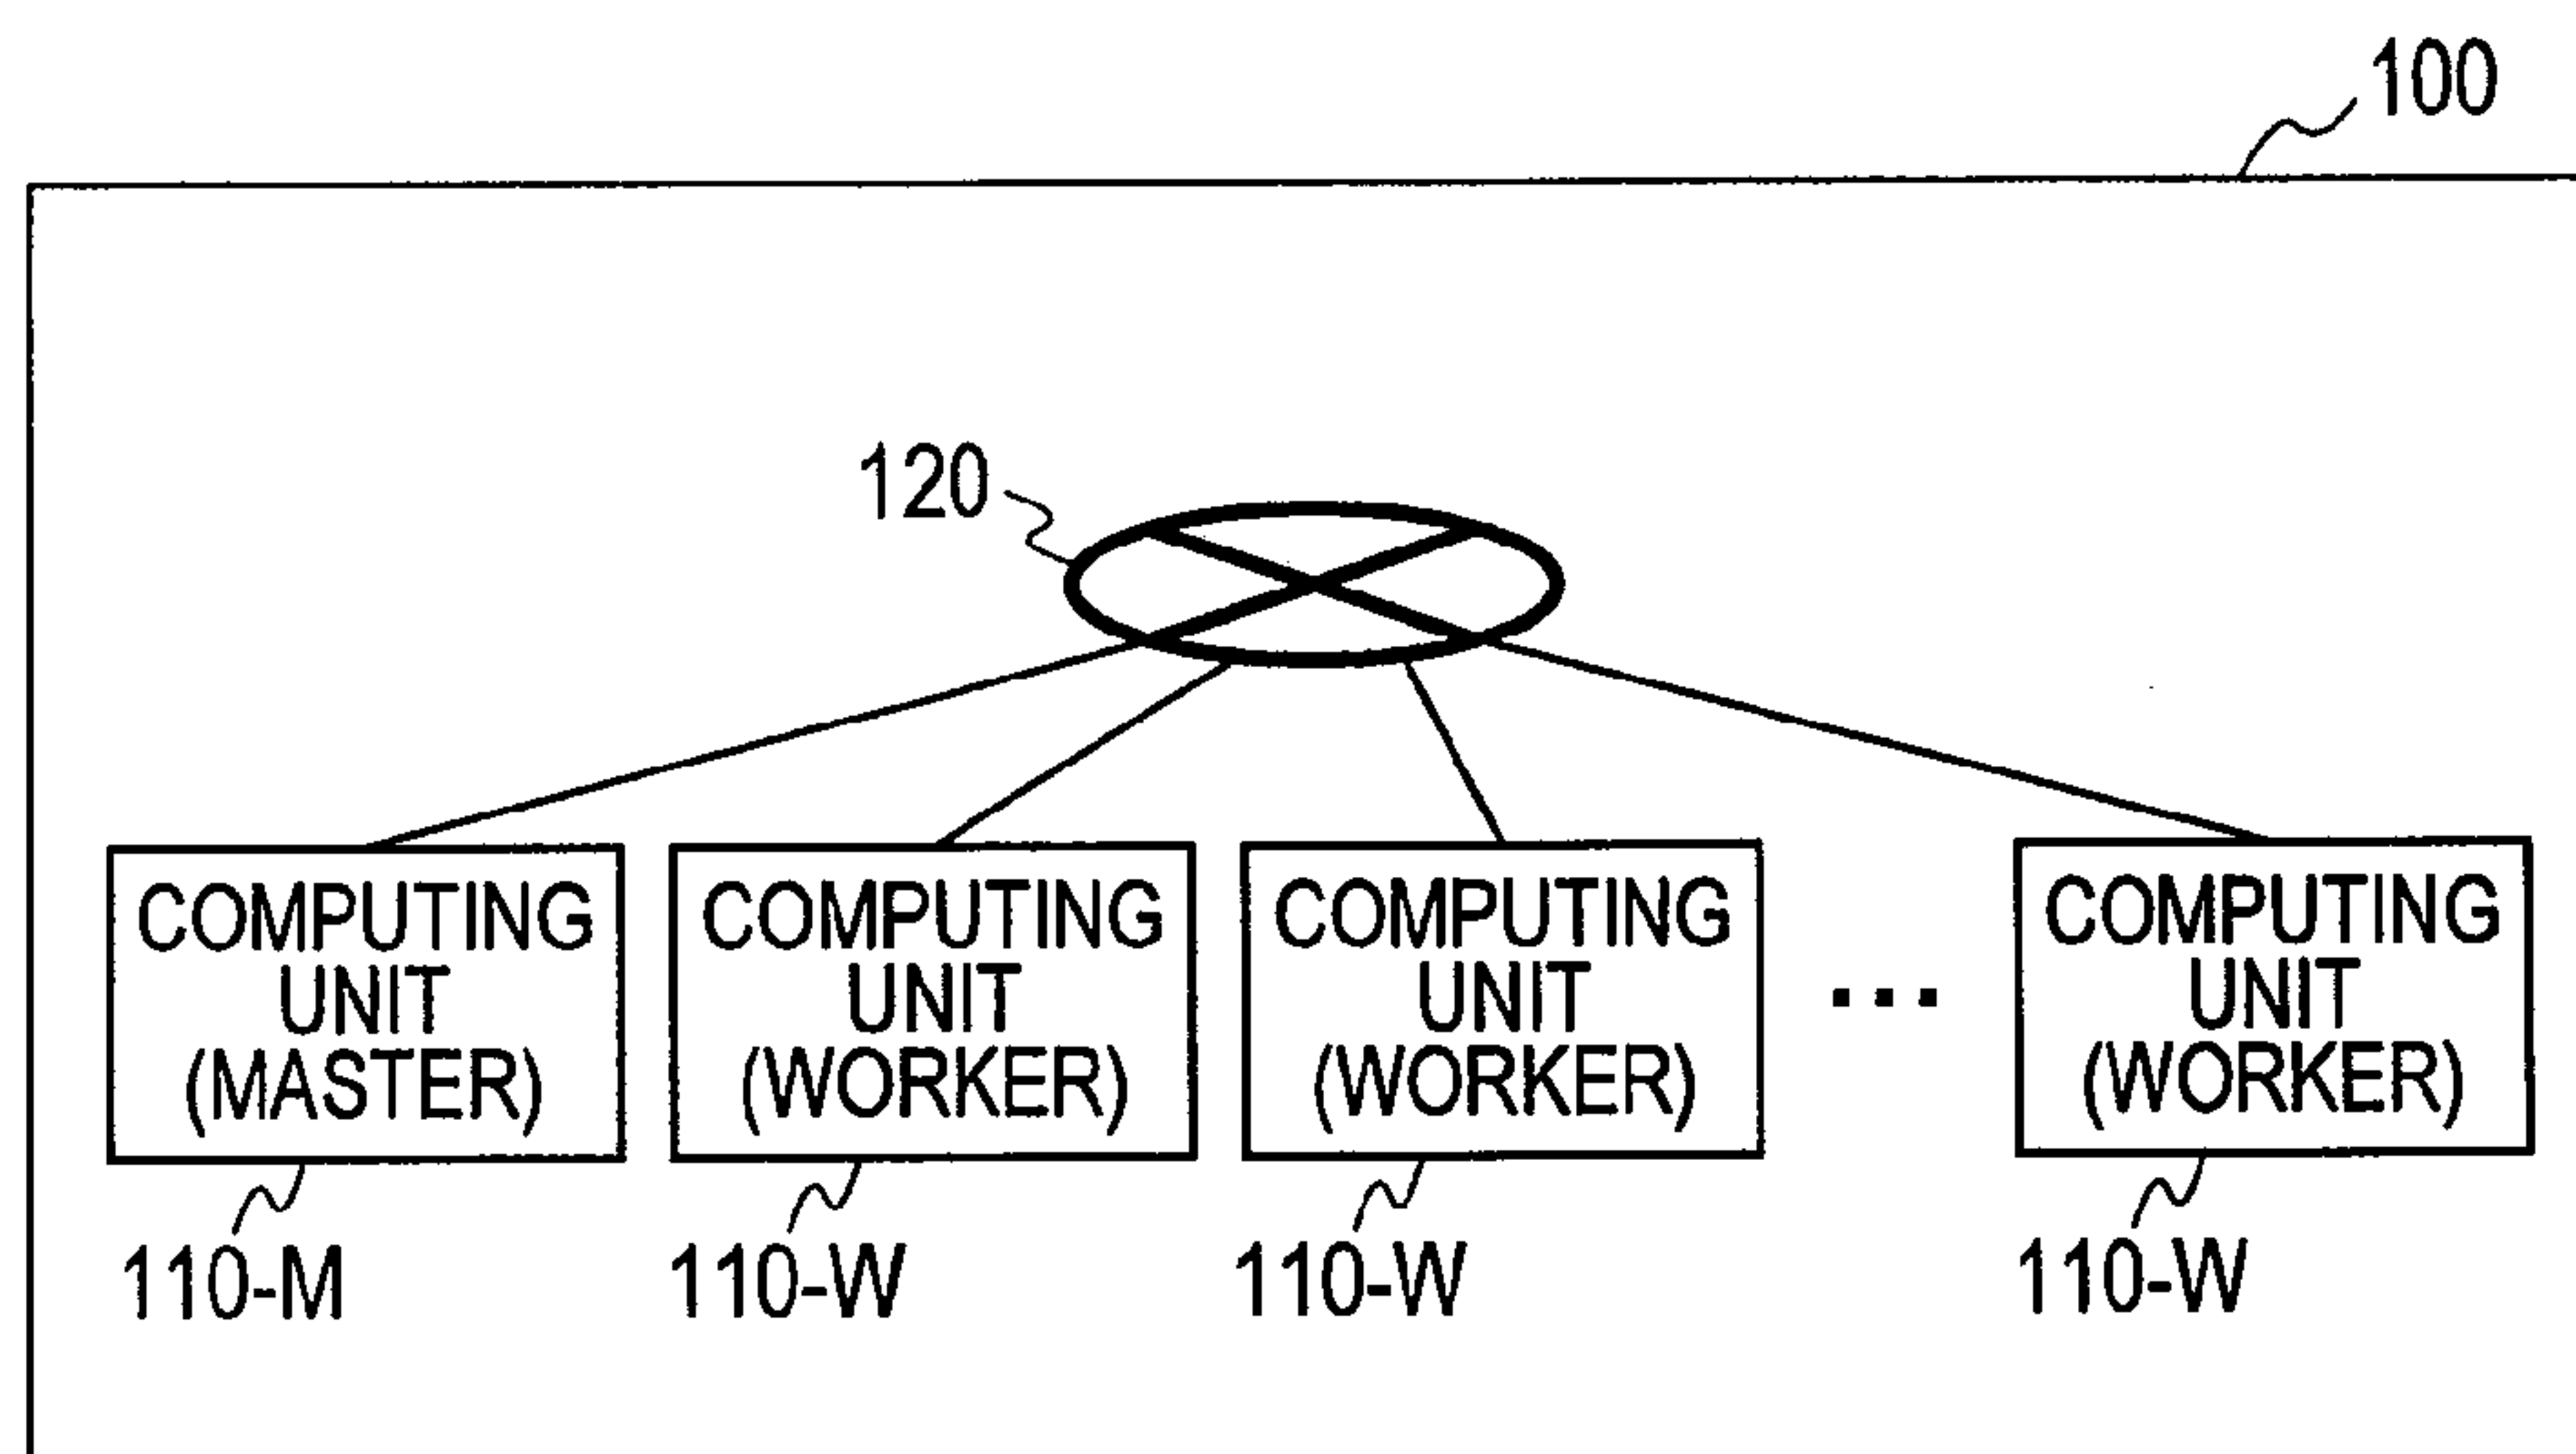 100
120
COMPUTING
UNIT
(MASTER)
COMPUTING
UNIT
(WORKER)
COMPUTING
UNIT
(WORKER)
...
COMPUTING
UNIT
(WORKER)
110-M
110-W
110-W
110-W